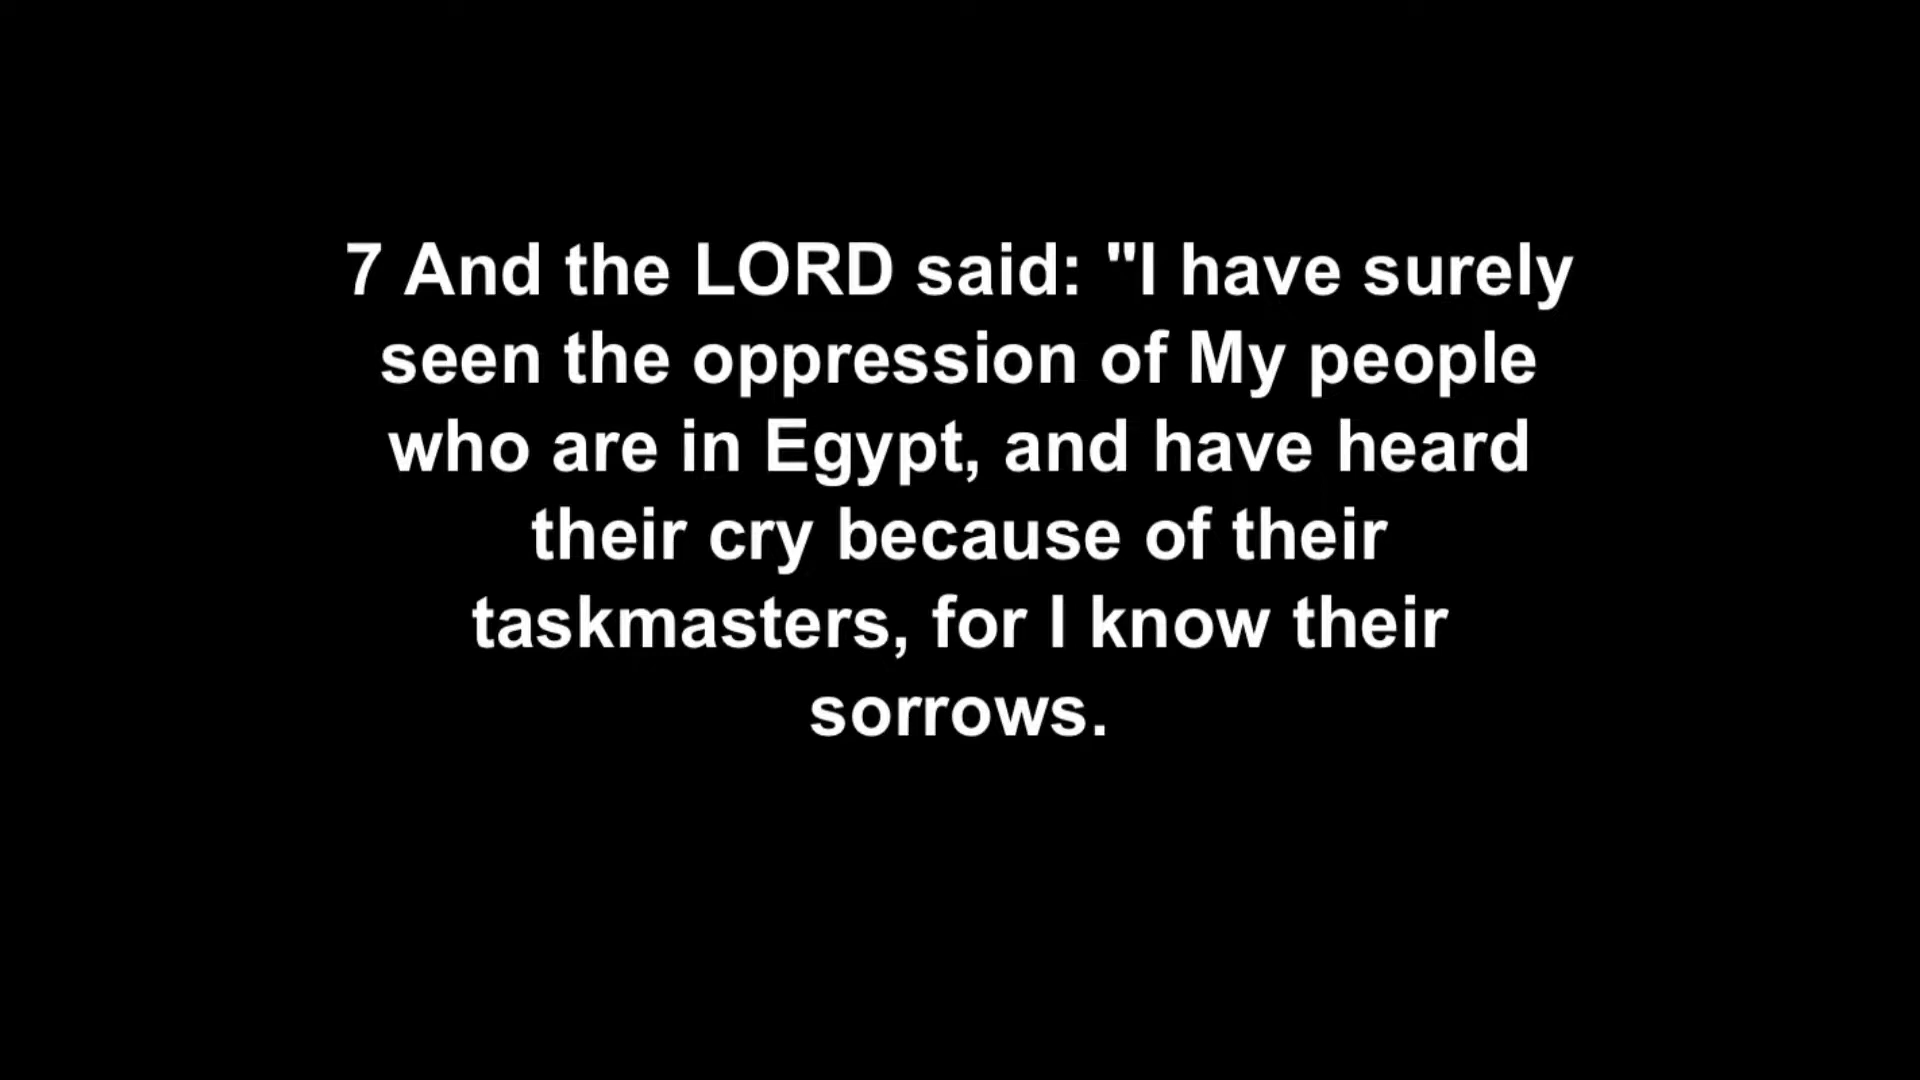 7 And the LORD said: "I have surely
seen the oppression of My people
who are in Egypt, and have heard
their cry because of their
taskmasters, for I know their
sorrows.